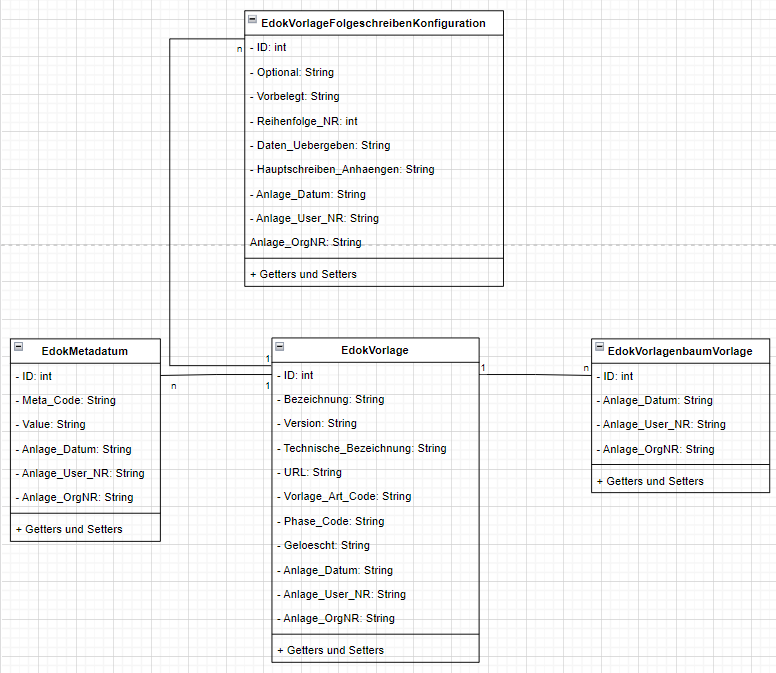 EdokVorlageFolgeschreibenKonfiguration
n
- ID: int
- Optional: String
- Vorbelegt: String
- Reihenfolge_NR: int
- Daten_Uebergeben: String
- Hauptschreiben_Anhaengen: String
- Anlage_Datum: String
- Anlage_User_NR: String
Anlage_OrgNR: String
+ Getters und Setters
EdokMetadatum
- ID: int
- Meta_Code: String
- Value: String
- Anlage_Datum: String
- Anlage_User_NR: String
- Anlage_OrgNR: String
+ Getters und Setters
n
1
1
EdokVorlage
- ID: int
- Bezeichnung: String
- Version: String
- Technische_Bezeichnung: String
- URL: String
- Vorlage_Art_Code: String
- Phase_Code: String
- Geloescht: String
- Anlage_Datum: String
- Anlage_User_NR: String
- Anlage_OrgNR: String
+ Getters und Setters
1
n
EdokVorlagenbaumVorlage
- ID: int
- Anlage_Datum: String
- Anlage_User_NR: String
- Anlage_OrgNR: String
+ Getters und Setters